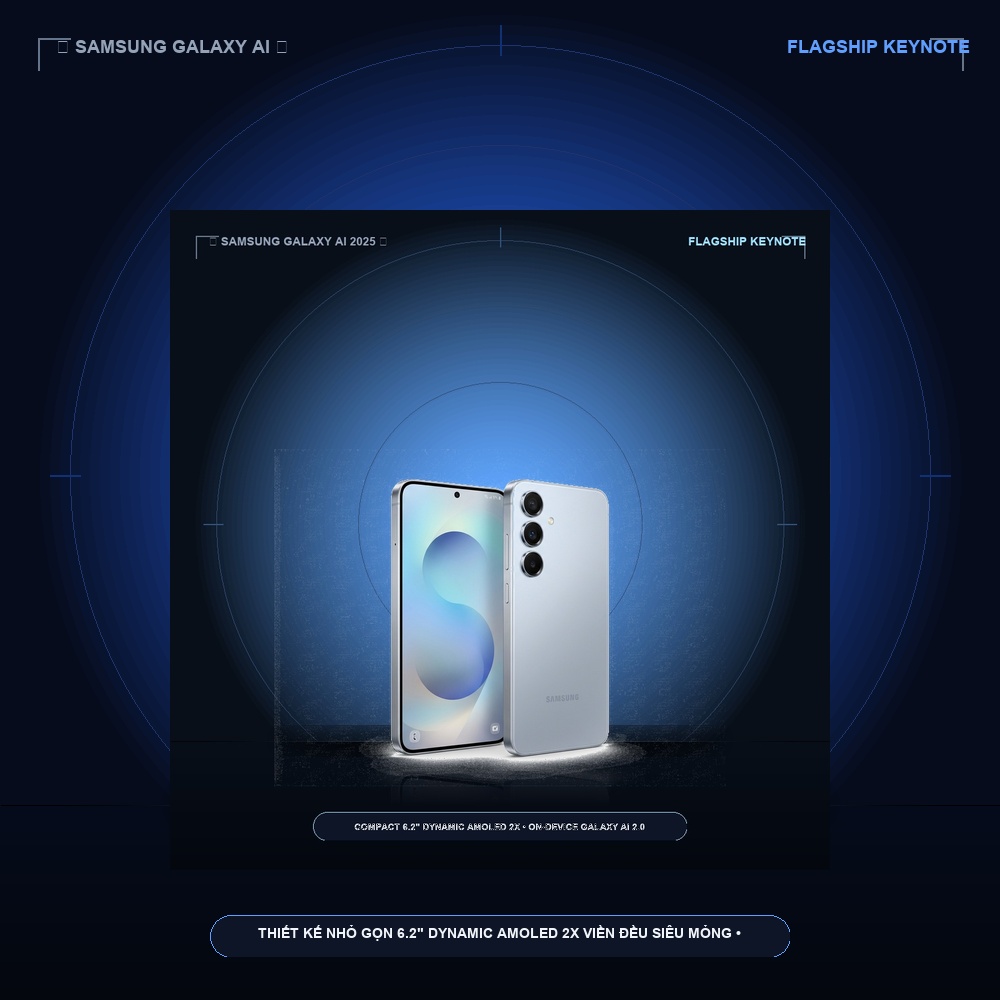 SAMSUNG GALAXY AI
FLAGSHIP KEYNOTE
SAMSUNG GALAXY AI 2025
FLAGSHIP KEYNOTE
SAMSUNG
COMPACT 6.2" DYNAMIC AMOLED 2X • ON-DEVICE GALAXY AI 2.0
THIẾT KẾ NHỎ GỌN 6.2" DYNAMIC AMOLED 2X VIỀN ĐỀU SIÊU MỎNG •